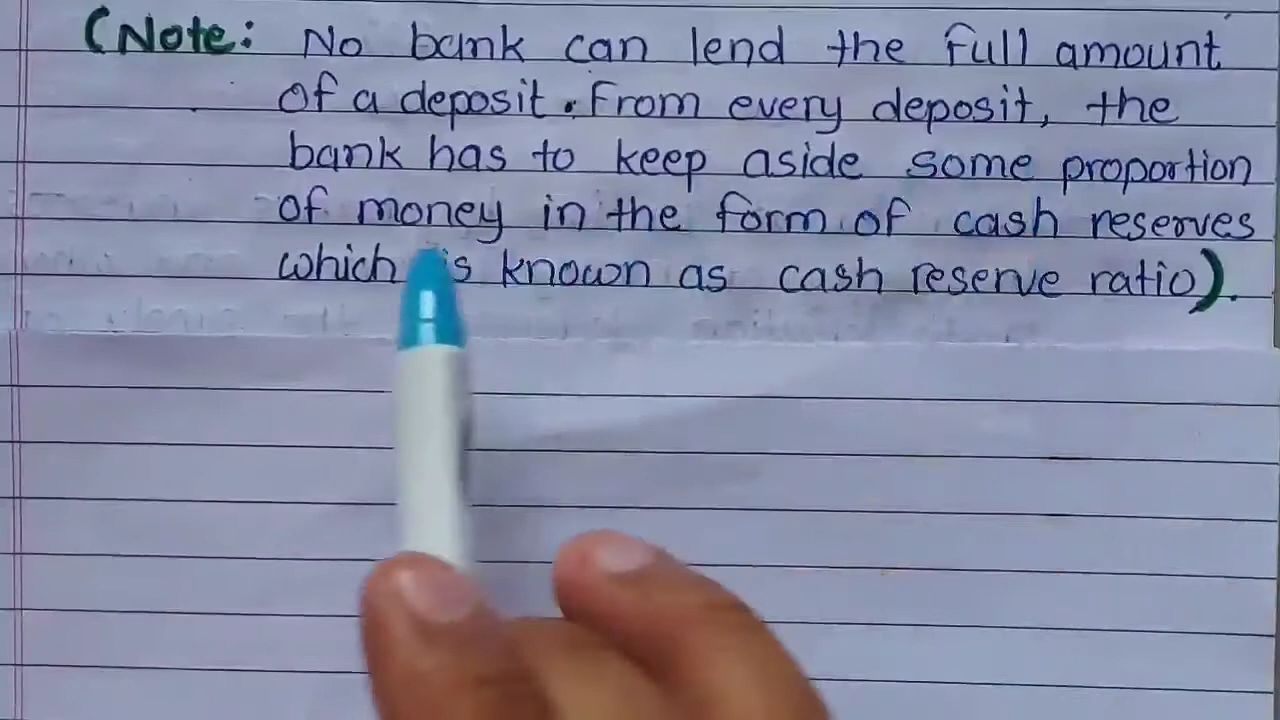 (Note: No bank can lend the full amount
of a deposit. From every deposit, the
bank has to keep aside some proportion
of money in the form of cash reserves
which is known as cash reserve ratio).